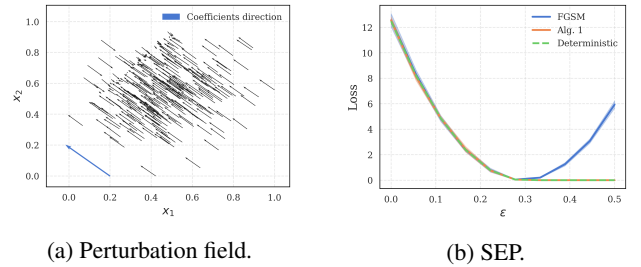 Coefficients direction
1.0
0.8
0.6
0.4
0.2
0.0
x₂
0.0 0.2 0.4 0.6 0.8 1.0
x₁
(a) Perturbation field.
FGSM
Alg. 1
Deterministic
12
10
8
6
4
2
0
Loss
0.0 0.1 0.2 0.3 0.4 0.5
ε
(b) SEP.